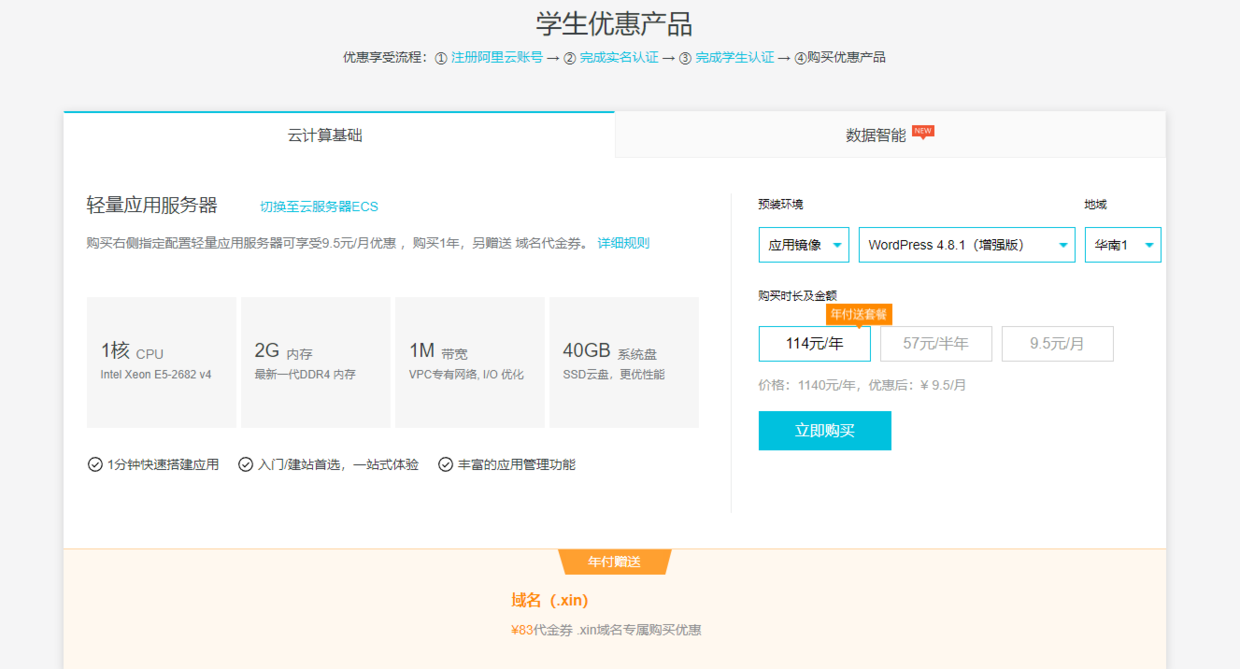 学生优惠产品
优惠享受流程：① 注册阿里云账号 → ② 完成实名认证 → ③ 完成学生认证 → ④购买优惠产品
云计算基础
数据智能 NEW
轻量应用服务器 切换至云服务器ECS
购买右侧指定配置轻量应用服务器可享受9.5元/月优惠 ，购买1年，另赠送 域名代金券。 详细规则
1核 CPU
Intel Xeon E5-2682 v4
2G 内存
最新一代DDR4 内存
1M 带宽
VPC专有网络, I/O 优化
40GB 系统盘
SSD云盘，更优性能
1分钟快速搭建应用 入门/建站首选，一站式体验 丰富的应用管理功能
预装环境 地域
应用镜像 WordPress 4.8.1（增强版） 华南1
购买时长及金额
年付送套餐
114元/年 57元/半年 9.5元/月
价格：1140元/年，优惠后：¥ 9.5/月
立即购买
年付赠送
域名（.xin）
¥83代金券 .xin域名专属购买优惠